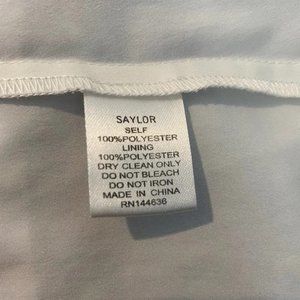 SAYLOR
SELF
100%POLYESTER
LINING
100%POLYESTER
DRY CLEAN ONLY
DO NOT BLEACH
DO NOT IRON
MADE IN CHINA
RN144636